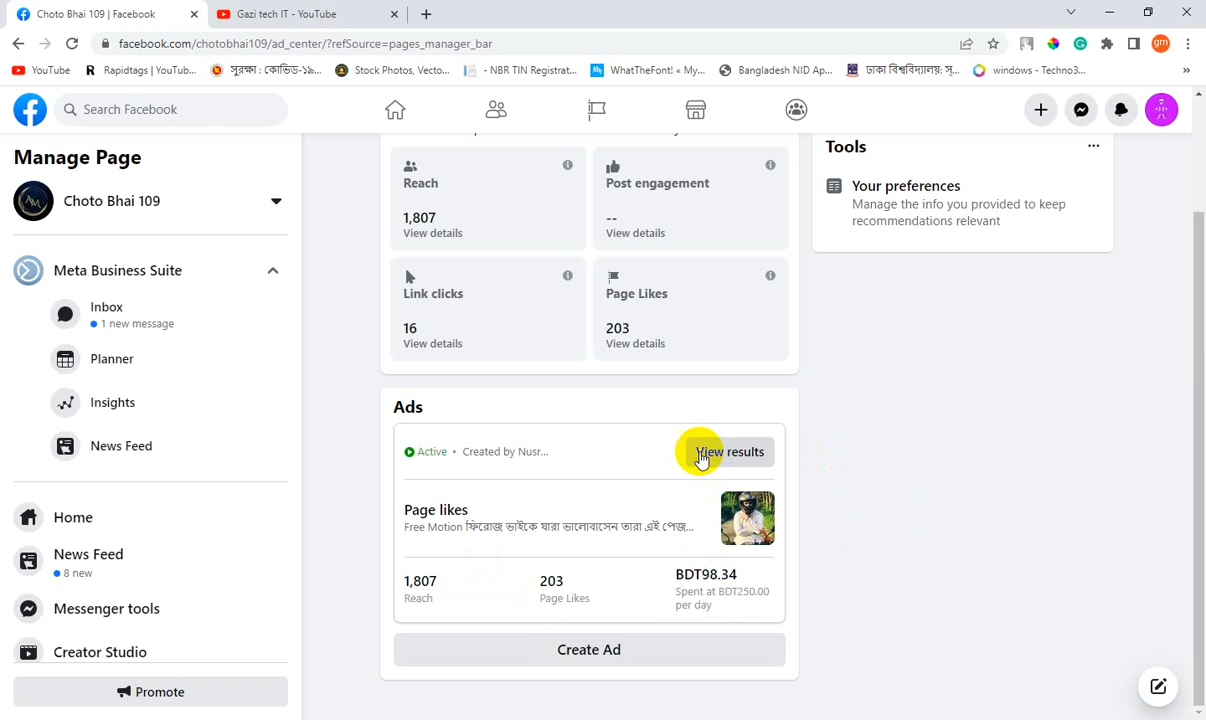 Choto Bhai 109 | Facebook
Gazi tech IT - YouTube
facebook.com/chotobhai109/ad_center/?refSource=pages_manager_bar
gm
YouTube
Rapidtags | YouTub...
সুরক্ষা : কোভিড-১৯...
Stock Photos, Vecto...
- NBR TIN Registrat...
WhatTheFont! « My...
Bangladesh NID Ap...
ঢাকা বিশ্ববিদ্যালয়: স্...
windows - Techno3...
Search Facebook
Manage Page
Choto Bhai 109
Meta Business Suite
Inbox
1 new message
Planner
Insights
News Feed
Home
News Feed
8 new
Messenger tools
Creator Studio
Promote
Reach
1,807
View details
Post engagement
--
View details
Link clicks
16
View details
Page Likes
203
View details
Ads
Active • Created by Nusr...
View results
Page likes
Free Motion ফিরোজ ভাইকে যারা ভালোবাসেন তারা এই পেজ...
1,807
Reach
203
Page Likes
BDT98.34
Spent at BDT250.00
per day
Create Ad
Tools
Your preferences
Manage the info you provided to keep
recommendations relevant